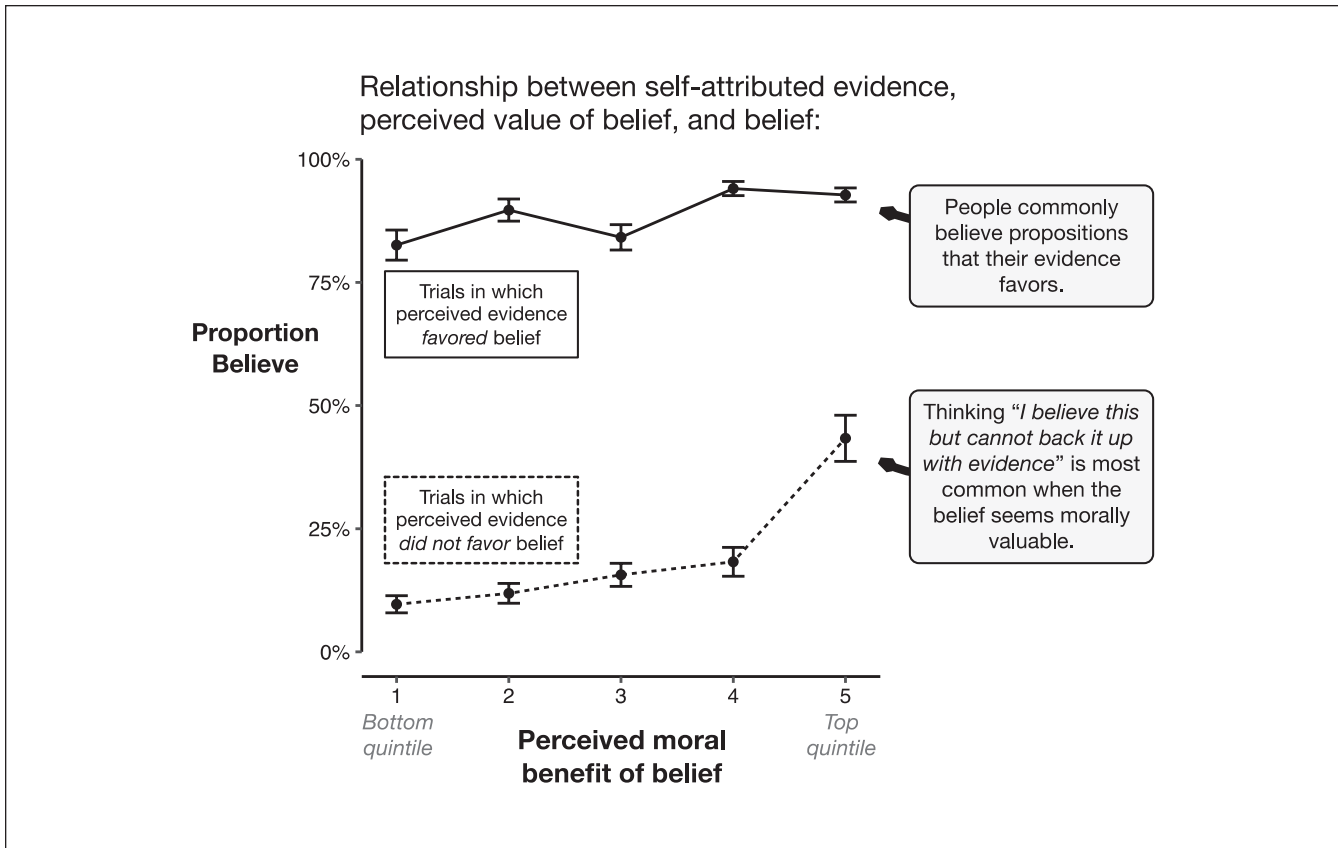 Relationship between self-attributed evidence,
perceived value of belief, and belief:
100%
75%
50%
25%
0%
Proportion
Believe
Trials in which
perceived evidence
favored belief
Trials in which
perceived evidence
did not favor belief
People commonly
believe propositions
that their evidence
favors.
Thinking “I believe this
but cannot back it up
with evidence” is most
common when the
belief seems morally
valuable.
1
2
3
4
5
Bottom
quintile
Top
quintile
Perceived moral
benefit of belief